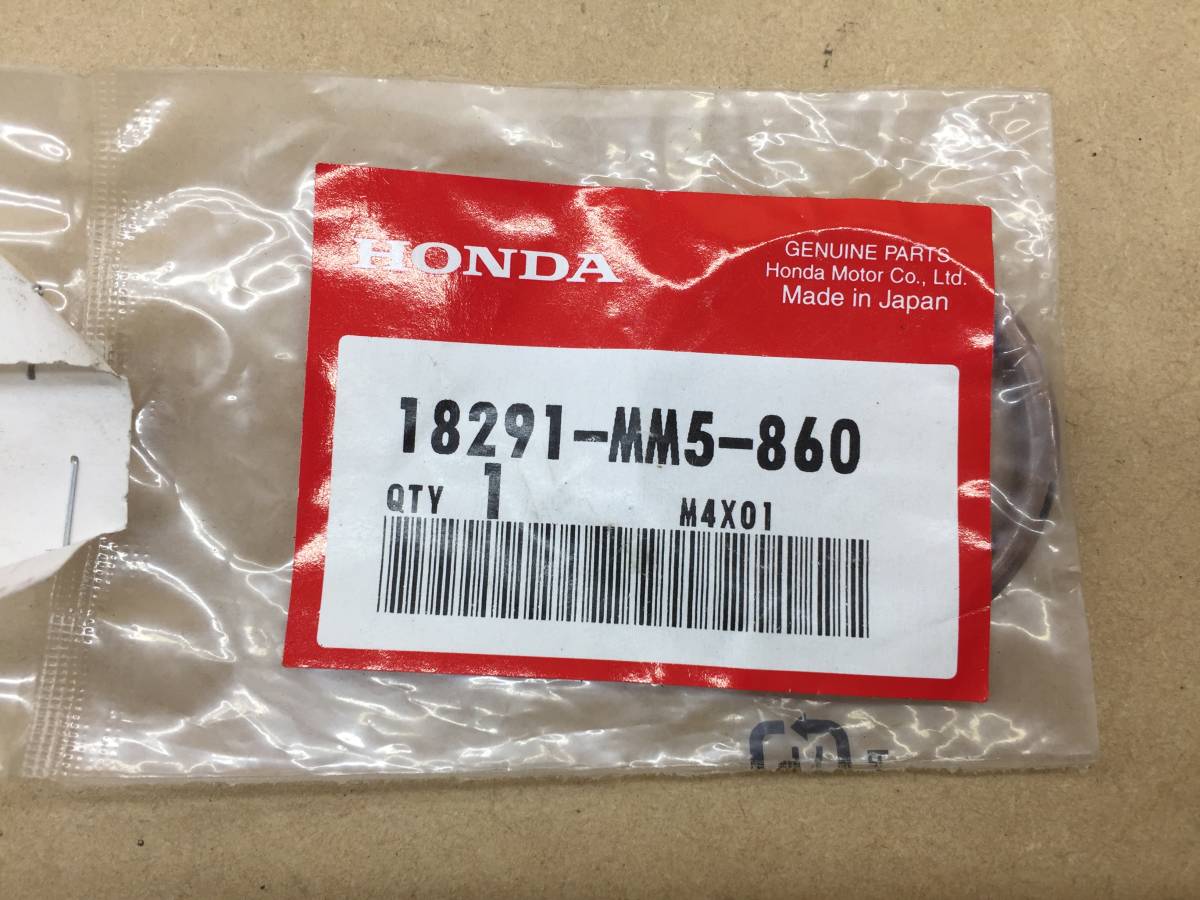 HONDA
GENUINE PARTS
Honda Motor Co., Ltd.
Made in Japan
18291-MM5-860
QTY 1 M4X01